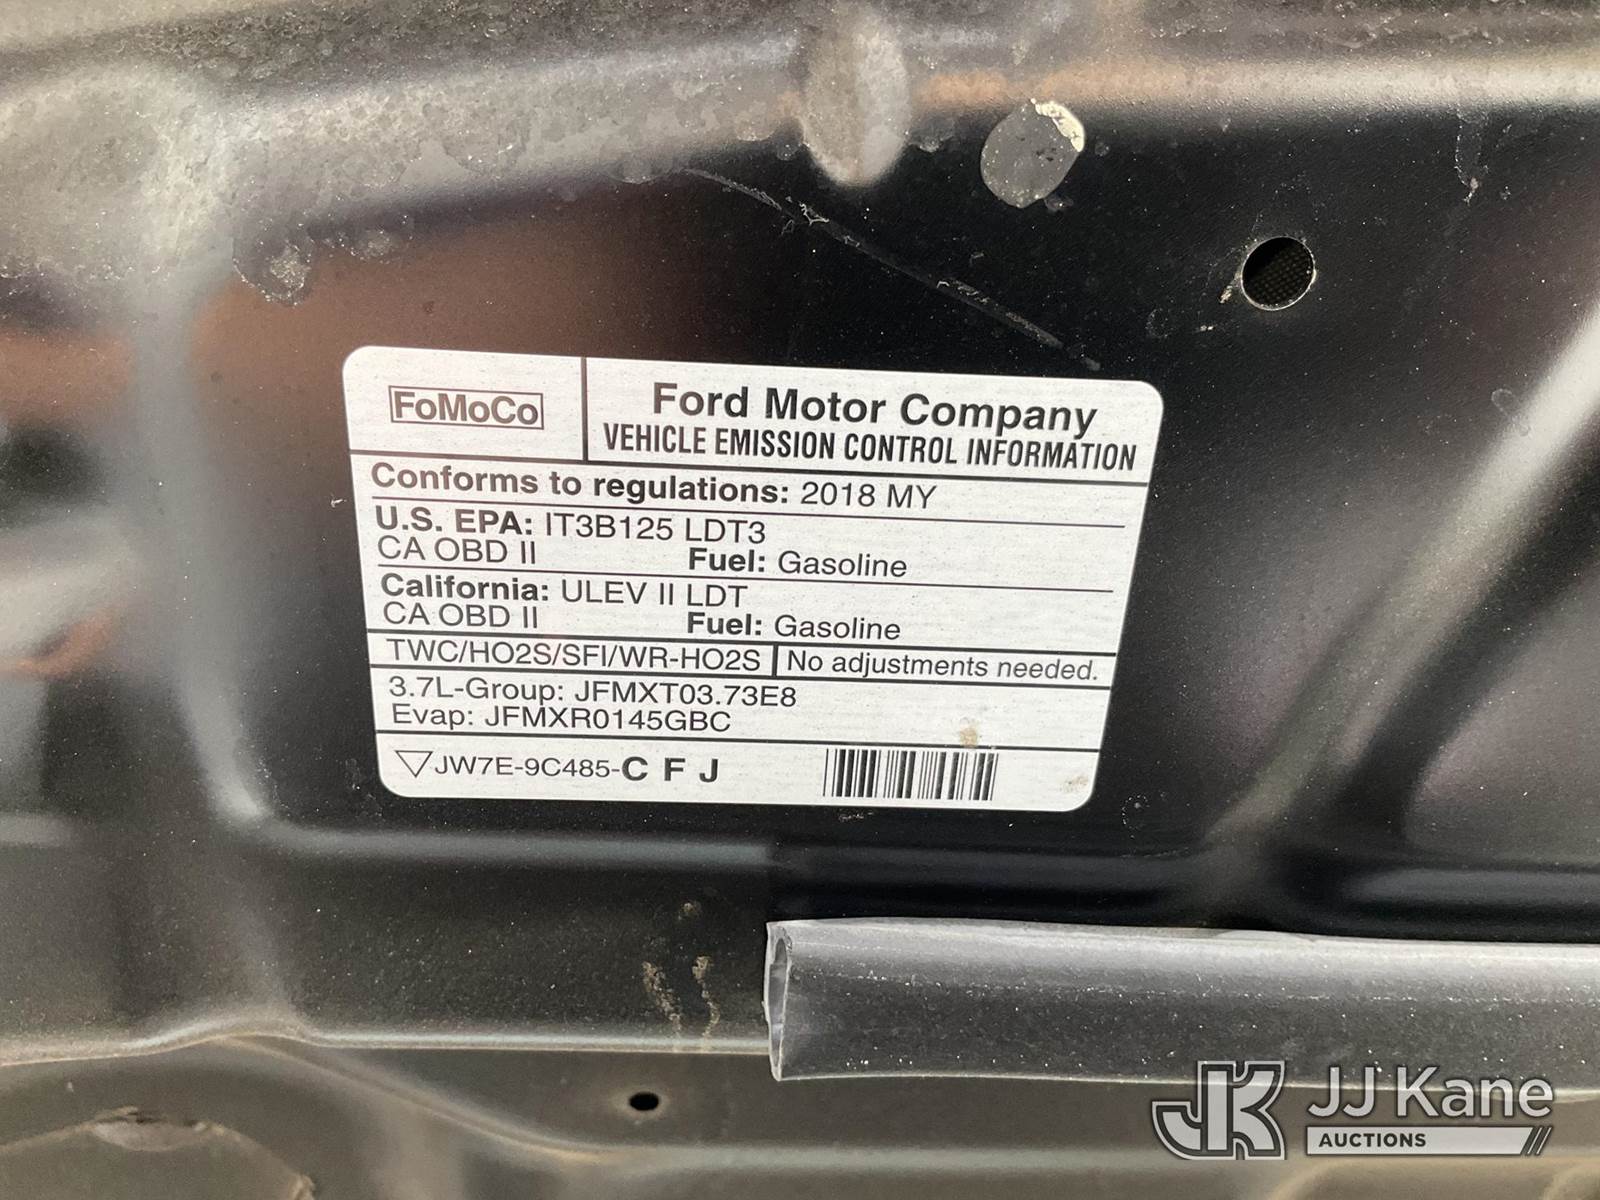 FoMoCo
Ford Motor Company
VEHICLE EMISSION CONTROL INFORMATION
Conforms to regulations: 2018 MY
U.S. EPA: IT3B125 LDT3
CA OBD II Fuel: Gasoline
California: ULEV II LDT
CA OBD II Fuel: Gasoline
TWC/HO2S/SFI/WR-HO2S No adjustments needed.
3.7L-Group: JFMXT03.73E8
Evap: JFMXR0145GBC
JW7E-9C485-C F J
JK JJ Kane
AUCTIONS